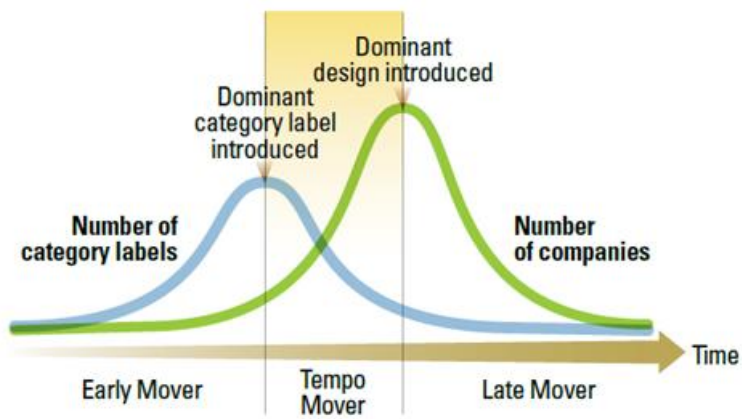 Dominant
design introduced
Dominant
category label
introduced
Number of
category labels
Number
of companies
Time
Early Mover
Tempo
Mover
Late Mover